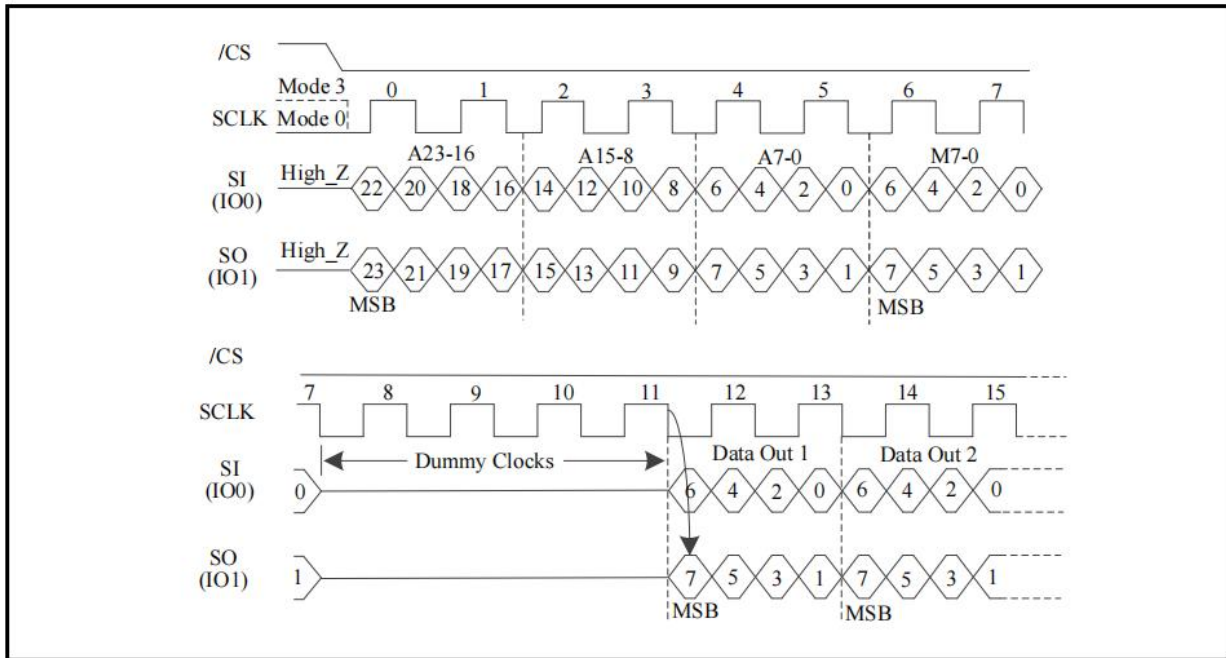 /CS
Mode 3
SCLK Mode 0
0 1 2 3 4 5 6 7
A23-16 A15-8 A7-0 M7-0
SI
(IO0)
High_Z
22 20 18 16 14 12 10 8 6 4 2 0 6 4 2 0
SO
(IO1)
High_Z
23 21 19 17 15 13 11 9 7 5 3 1 7 5 3 1
MSB MSB
/CS
7 8 9 10 11 12 13 14 15
SCLK
Dummy Clocks Data Out 1 Data Out 2
SI
(IO0)
0 6 4 2 0 6 4 2 0
SO
(IO1)
1 7 5 3 1 7 5 3 1
MSB MSB